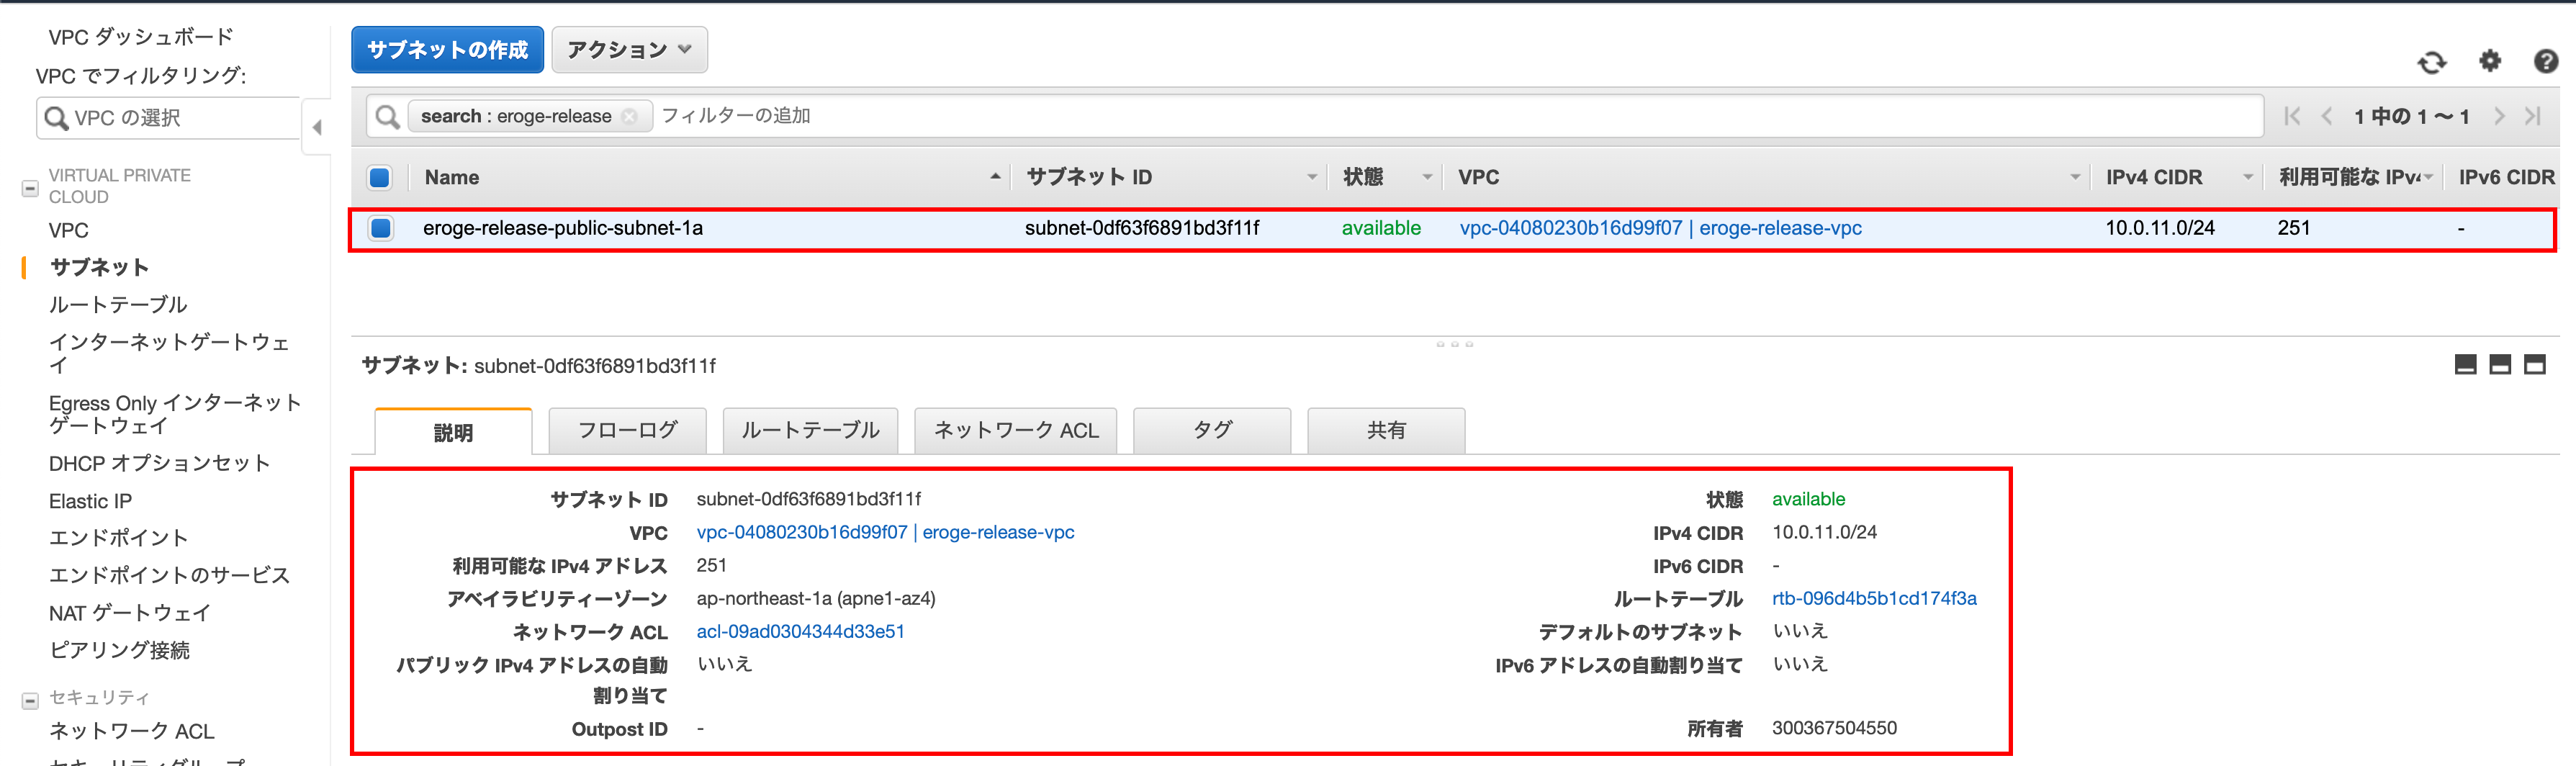 VPC ダッシュボード
VPC でフィルタリング:
VPC の選択
VIRTUAL PRIVATE
CLOUD
VPC
サブネット
ルートテーブル
インターネットゲートウェ
イ
Egress Only インターネット
ゲートウェイ
DHCP オプションセット
Elastic IP
エンドポイント
エンドポイントのサービス
NAT ゲートウェイ
ピアリング接続
セキュリティ
ネットワーク ACL
セキュリティグループ
サブネットの作成 アクション
search : eroge-release フィルターの追加 1 中の 1 〜 1
Name サブネット ID 状態 VPC IPv4 CIDR 利用可能な IPv4 IPv6 CIDR
eroge-release-public-subnet-1a subnet-0df63f6891bd3f11f available vpc-04080230b16d99f07 | eroge-release-vpc 10.0.11.0/24 251 -
サブネット: subnet-0df63f6891bd3f11f
説明 フローログ ルートテーブル ネットワーク ACL タグ 共有
サブネット ID subnet-0df63f6891bd3f11f 状態 available
VPC vpc-04080230b16d99f07 | eroge-release-vpc IPv4 CIDR 10.0.11.0/24
利用可能な IPv4 アドレス 251 IPv6 CIDR -
アベイラビリティーゾーン ap-northeast-1a (apne1-az4) ルートテーブル rtb-096d4b5b1cd174f3a
ネットワーク ACL acl-09ad0304344d33e51 デフォルトのサブネット いいえ
パブリック IPv4 アドレスの自動 いいえ IPv6 アドレスの自動割り当て いいえ
割り当て
Outpost ID - 所有者 300367504550